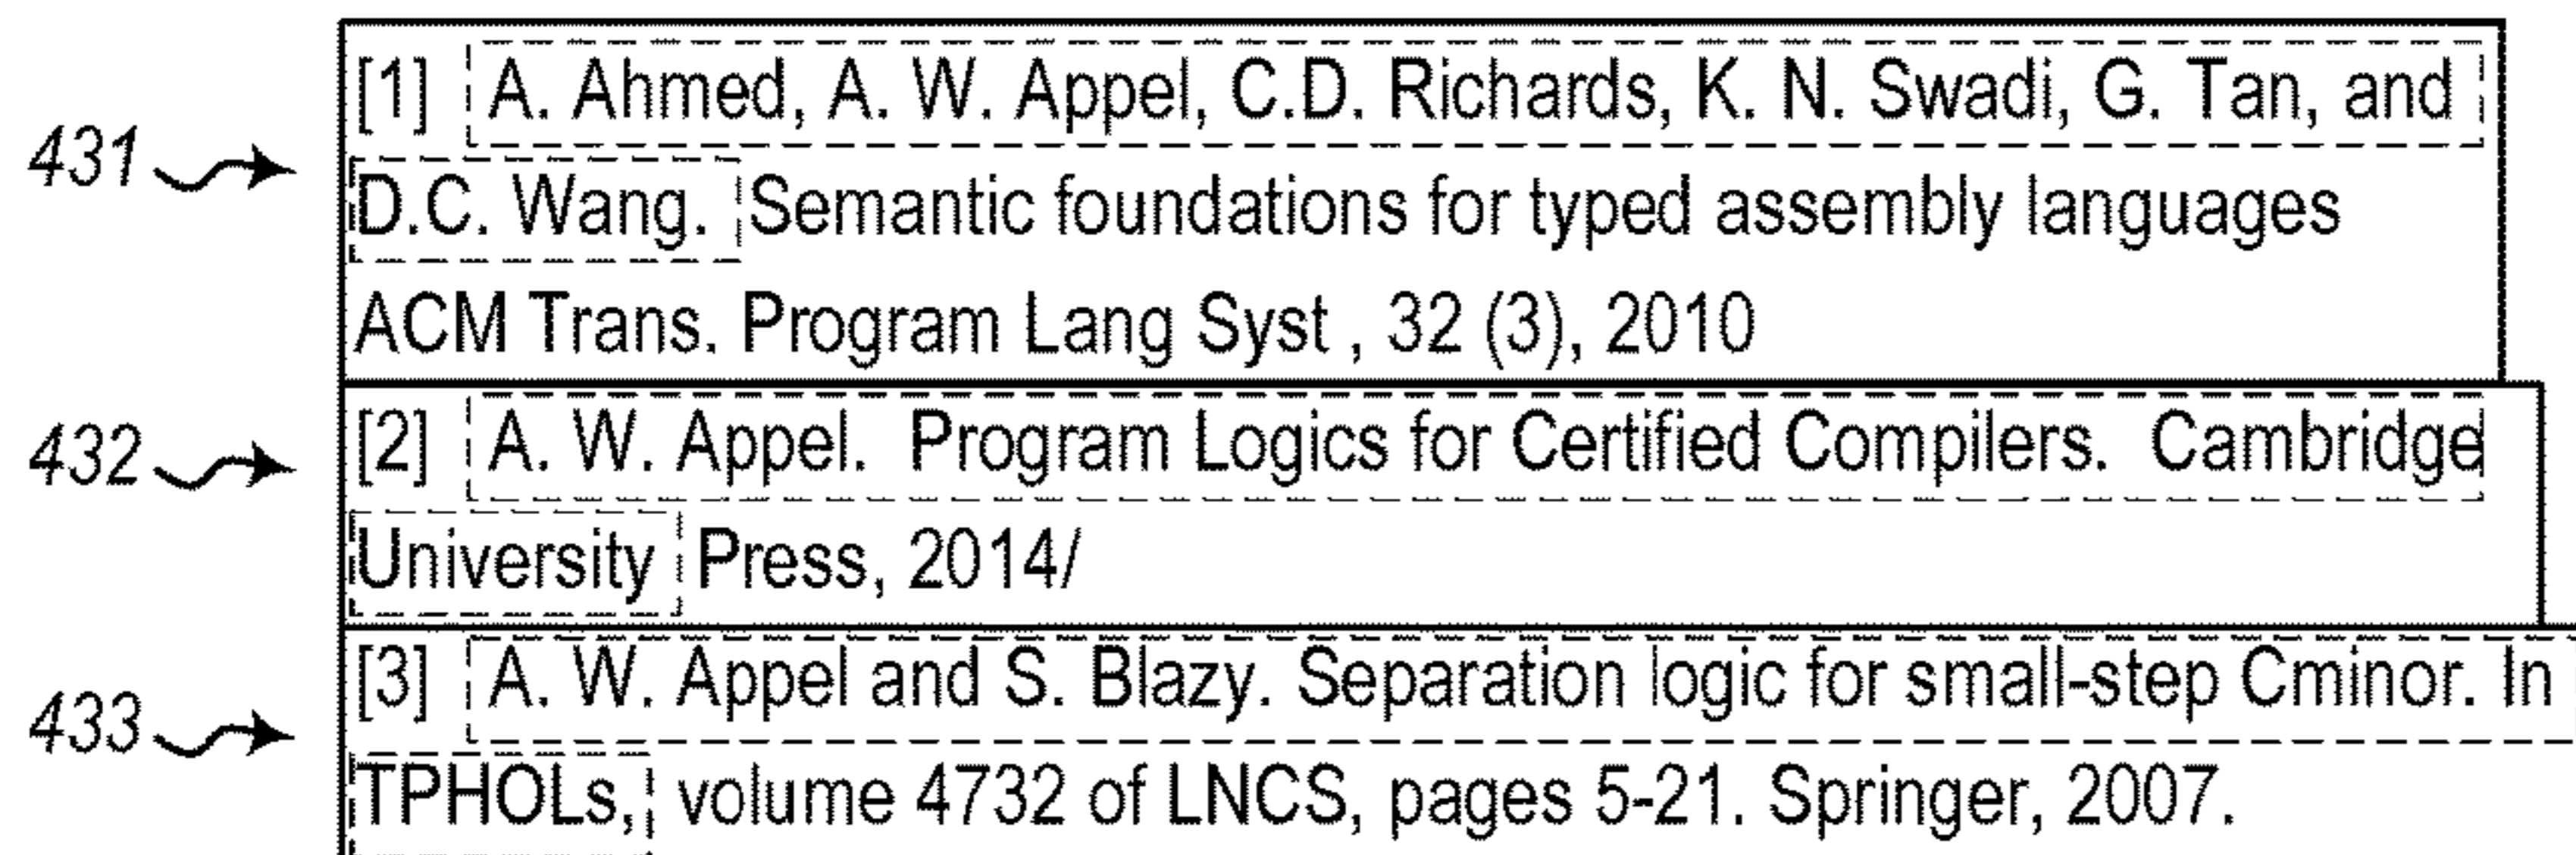 [1] A. Ahmed, A. W. Appel, C.D. Richards, K. N. Swadi, G. Tan, and
431
D.C. Wang. Semantic foundations for typed assembly languages
ACM Trans. Program Lang Syst , 32 (3), 2010
432
[2] A. W. Appel. Program Logics for Certified Compilers. Cambridge
University Press, 2014/
[3] A. W. Appel and S. Blazy. Separation logic for small-step Cminor. In
433
TPHOLs, volume 4732 of LNCS, pages 5-21. Springer, 2007.